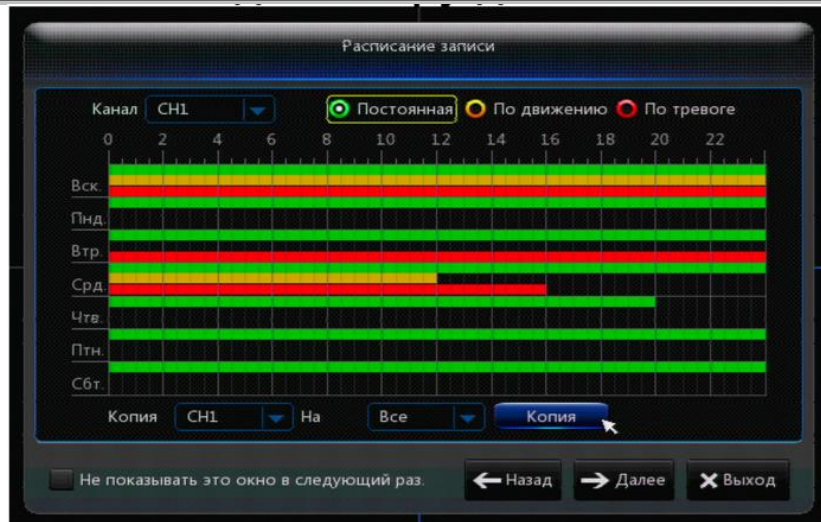 Расписание записи
Канал CH1 Постоянная По движению По тревоге
0 2 4 6 8 10 12 14 16 18 20 22
Вск.
Пнд.
Втр.
Срд.
Чтв.
Птн.
Сбт.
Копия CH1 На Все Копия
Не показывать это окно в следующий раз. Назад Далее Выход